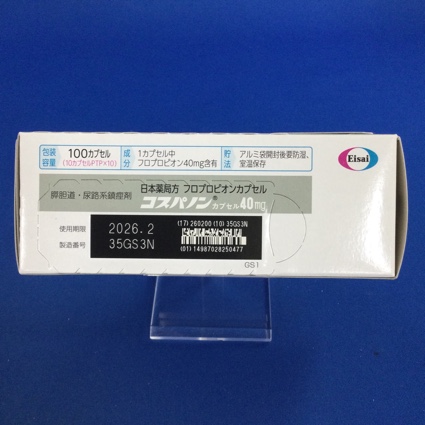 包装容量 100カプセル
(10カプセルPTP×10)
成分 1カプセル中
フロプロピオン40mg含有
貯法 アルミ袋開封後要防湿、
室温保存
Eisai
膵胆道・尿路系鎮痙剤
日本薬局方 フロプロピオンカプセル
コスパノン® カプセル40mg
使用期限 2026.2
製造番号 35GS3N
(17)260200(10)35GS3N
(01)14987028250477
GS1